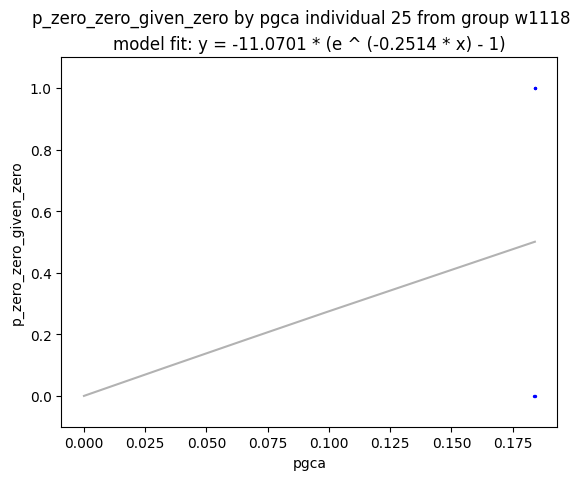 p_zero_zero_given_zero by pgca individual 25 from group w1118
model fit: y = -11.0701 * (e ^ (-0.2514 * x) - 1)
1.0
0.8
0.6
0.4
0.2
0.0
p_zero_zero_given_zero
0.000 0.025 0.050 0.075 0.100 0.125 0.150 0.175
pgca